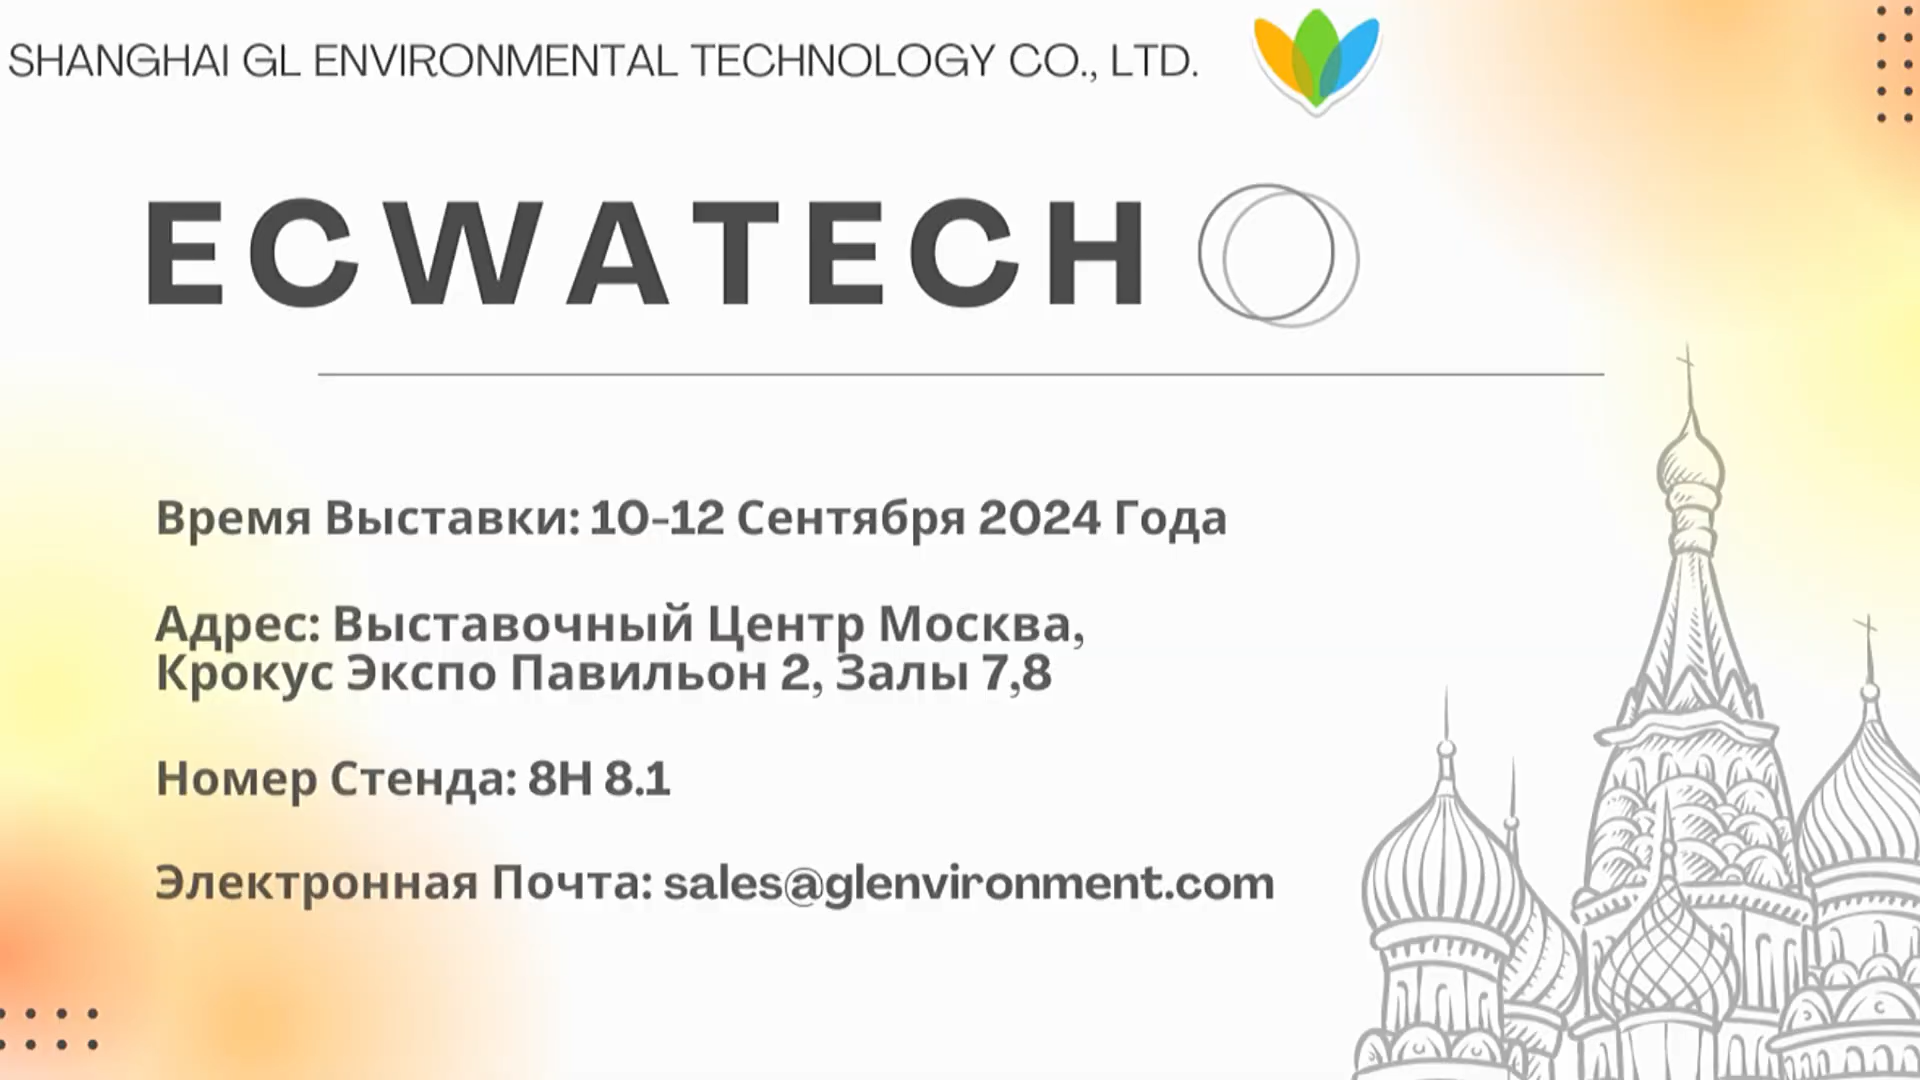 SHANGHAI GL ENVIRONMENTAL TECHNOLOGY CO., LTD.
ECWATECH
Время Выставки: 10-12 Сентября 2024 Года
Адрес: Выставочный Центр Москва,
Крокус Экспо Павильон 2, Залы 7,8
Номер Стенда: 8H 8.1
Электронная Почта: sales@glenvironment.com